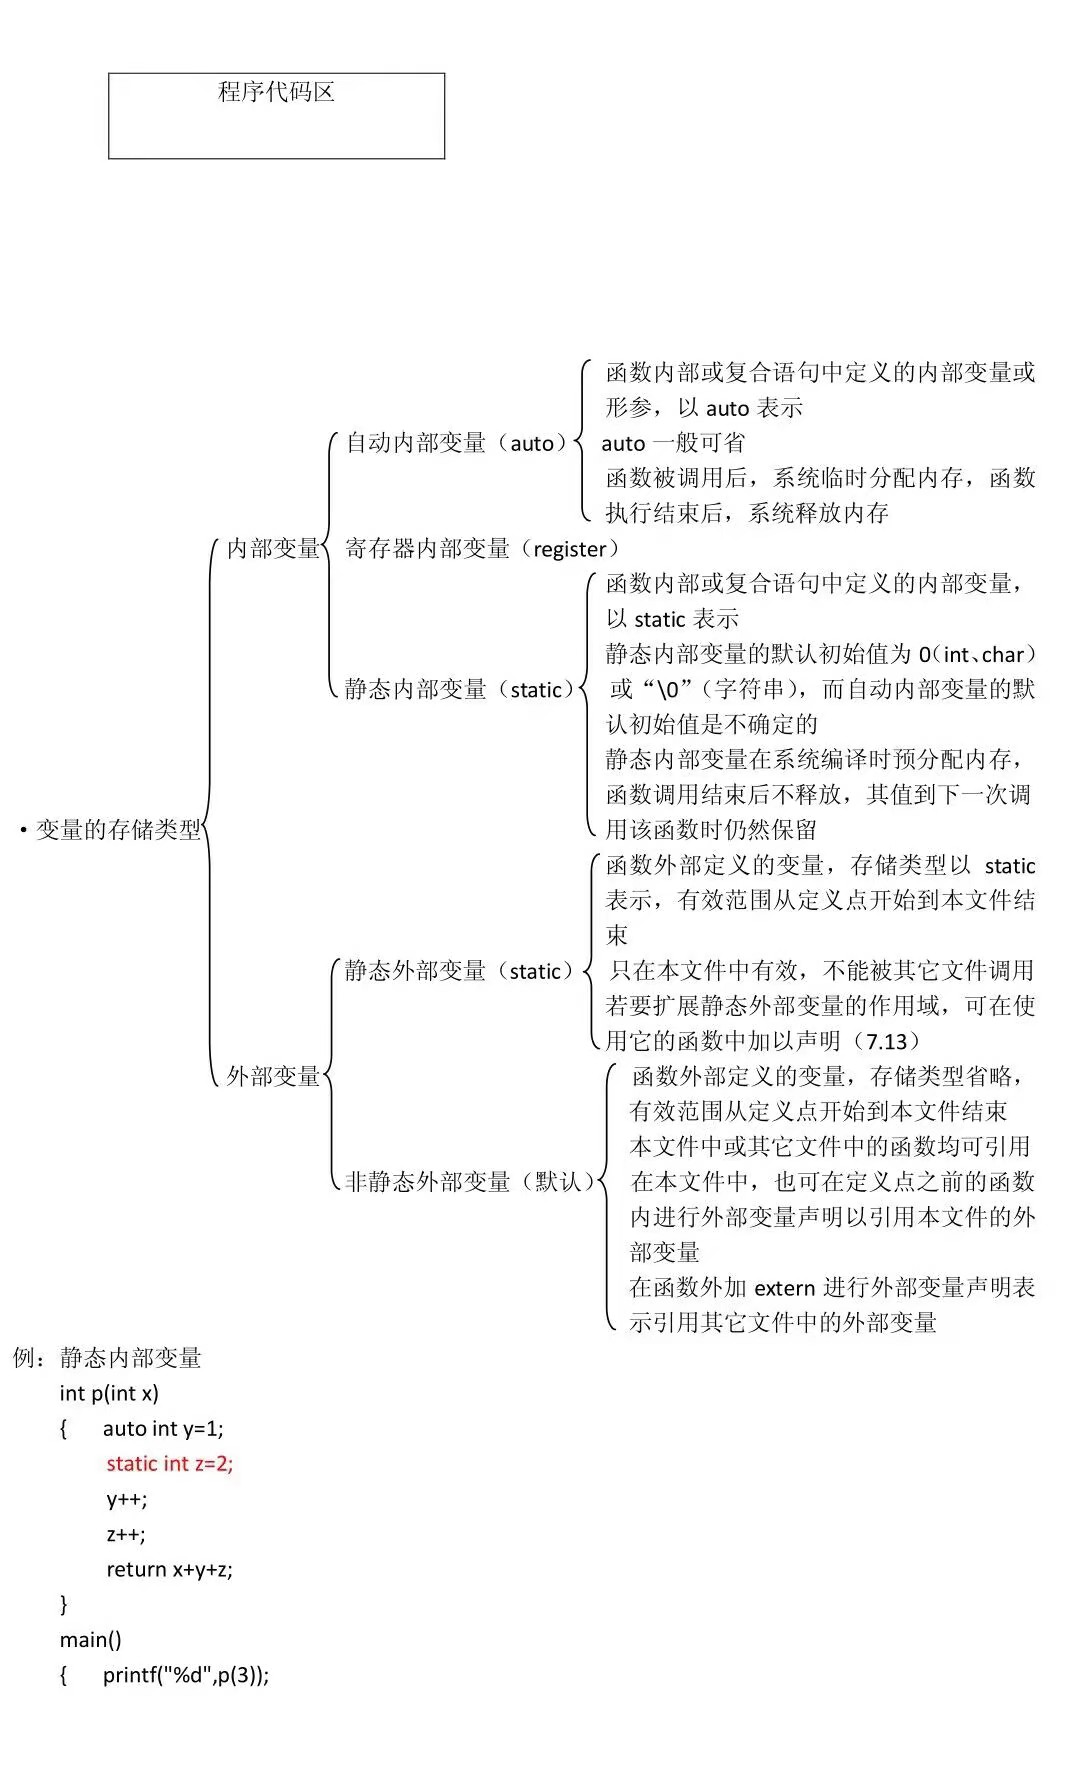 程序代码区
函数内部或复合语句中定义的内部变量或
形参，以 auto 表示
自动内部变量（auto） auto 一般可省
函数被调用后，系统临时分配内存，函数
执行结束后，系统释放内存
内部变量 寄存器内部变量（register）
函数内部或复合语句中定义的内部变量，
以 static 表示
静态内部变量的默认初始值为 0（int、char）
静态内部变量（static） 或“\0”（字符串），而自动内部变量的默
认初始值是不确定的
静态内部变量在系统编译时预分配内存，
函数调用结束后不释放，其值到下一次调
·变量的存储类型 用该函数时仍然保留
函数外部定义的变量，存储类型以 static
表示，有效范围从定义点开始到本文件结
束
静态外部变量（static） 只在本文件中有效，不能被其它文件调用
若要扩展静态外部变量的作用域，可在使
用它的函数中加以声明（7.13）
外部变量 函数外部定义的变量，存储类型省略，
有效范围从定义点开始到本文件结束
本文件中或其它文件中的函数均可引用
非静态外部变量（默认） 在本文件中，也可在定义点之前的函数
内进行外部变量声明以引用本文件的外
部变量
在函数外加 extern 进行外部变量声明表
示引用其它文件中的外部变量
例：静态内部变量
int p(int x)
{ auto int y=1;
static int z=2;
y++;
z++;
return x+y+z;
}
main()
{ printf("%d",p(3));